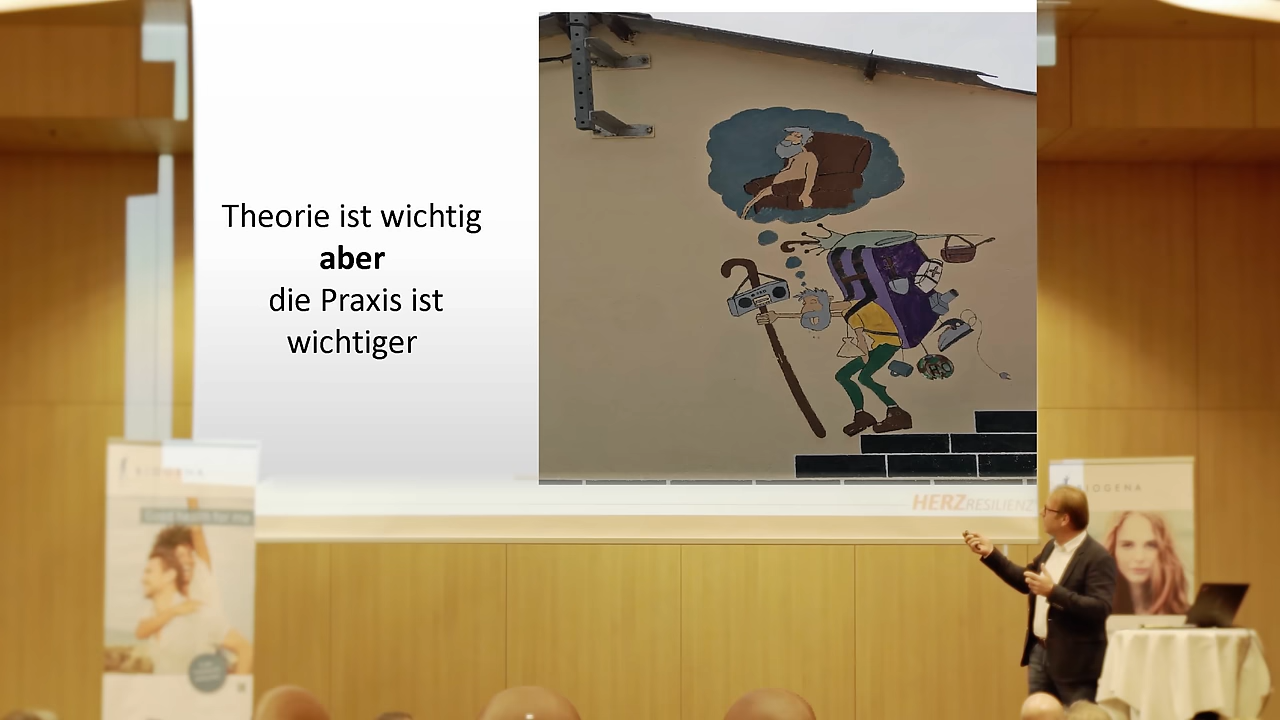 Theorie ist wichtig
aber
die Praxis ist
wichtiger
HERZRESILIENZ
BIOGENA
BIOGENA